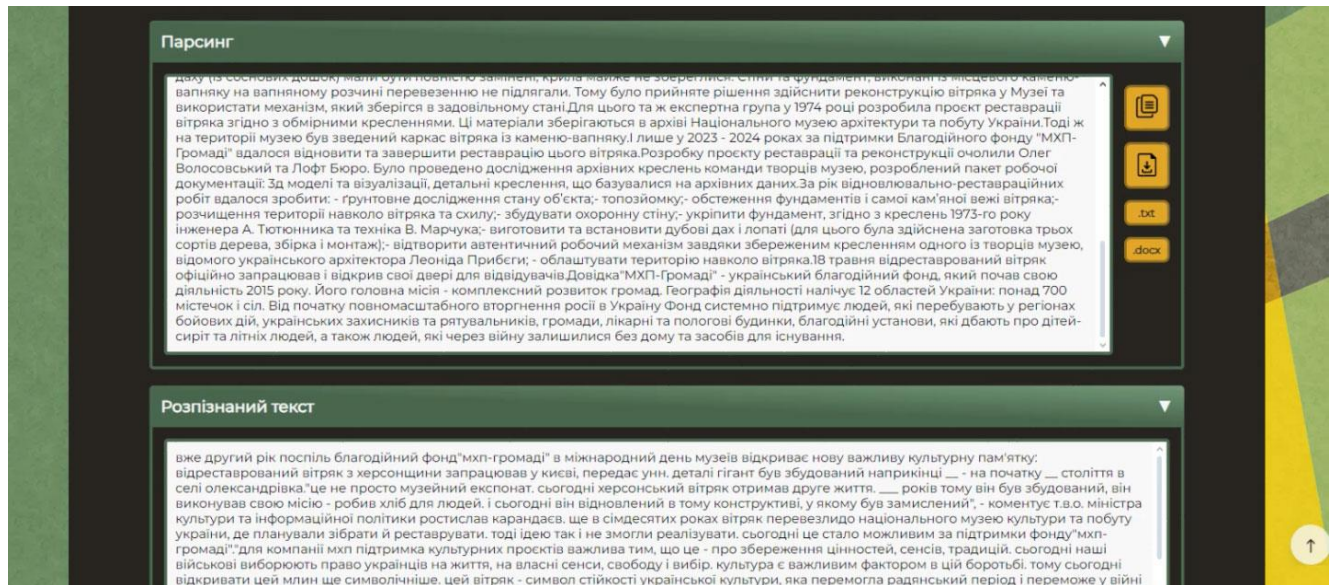 Парсинг
▼
даху (із соснових дошок) мали бути повністю замінені, крила майже не збереглися. Стіни та фундамент, виконані із місцевого каменю-
вапняку на вапняному розчині перевезенню не підлягали. Тому було прийняте рішення здійснити реконструкцію вітряка у Музеї та
використати механізм, який зберігся в задовільному стані.Для цього та ж експертна група у 1974 році розробила проєкт реставрації
вітряка згідно з обмірними кресленнями. Ці матеріали зберігаються в архіві Національного музею архітектури та побуту України.Тоді ж
на території музею був зведений каркас вітряка із каменю-вапняку.І лише у 2023 - 2024 роках за підтримки Благодійного фонду "МХП-
Громаді" вдалося відновити та завершити реставрацію цього вітряка.Розробку проєкту реставрації та реконструкції очолили Олег
Волосовський та Лофт Бюро. Було проведено дослідження архівних креслень команди творців музею, розроблений пакет робочої
документації: 3д моделі та візуалізації, детальні креслення, що базувалися на архівних даних.За рік відновлювально-реставраційних
робіт вдалося зробити: - ґрунтовне дослідження стану об'єкта;- топозйомку;- обстеження фундаментів і самої кам'яної вежі вітряка;-
розчищення території навколо вітряка та схилу;- збудувати охоронну стіну;- укріпити фундамент, згідно з креслень 1973-го року
інженера А. Тютюнника та техніка В. Марчука;- виготовити та встановити дубові дах і лопаті (для цього була здійснена заготовка трьох
сортів дерева, збірка і монтаж);- відтворити автентичний робочий механізм завдяки збереженим кресленням одного із творців музею,
відомого українського архітектора Леоніда Прибєги; - облаштувати територію навколо вітряка.18 травня відреставрований вітряк
офіційно запрацював і відкрив свої двері для відвідувачів.Довідка"МХП-Громаді" - український благодійний фонд, який почав свою
діяльність 2015 року. Його головна місія - комплексний розвиток громад. Географія діяльності налічує 12 областей України: понад 700
містечок і сіл. Від початку повномасштабного вторгнення росії в Україну Фонд системно підтримує людей, які перебувають у регіонах
бойових дій, українських захисників та рятувальників, громади, лікарні та пологові будинки, благодійні установи, які дбають про дітей-
сиріт та літніх людей, а також людей, які через війну залишилися без дому та засобів для існування.
.txt
.docx
Розпізнаний текст
▼
вже другий рік поспіль благодійний фонд"мхп-громаді" в міжнародний день музеїв відкриває нову важливу культурну пам'ятку:
відреставрований вітряк з херсонщини запрацював у києві, передає унн. деталі гігант був збудований наприкінці __ - на початку __ століття в
селі олександрівка."це не просто музейний експонат. сьогодні херсонський вітряк отримав друге життя. ___ років тому він був збудований, він
виконував свою місію - робив хліб для людей. і сьогодні він відновлений в тому конструктиві, у якому був замислений", - коментує т.в.о. міністра
культури та інформаційної політики ростислав карандаєв. ще в сімдесятих роках вітряк перевезлидо національного музею культури та побуту
україни, де планували зібрати й реставрувати. тоді ідею так і не змогли реалізувати. сьогодні це стало можливим за підтримки фонду"мхп-
громаді"."для компанії мхп підтримка культурних проєктів важлива тим, що це - про збереження цінностей, сенсів, традицій. сьогодні наші
військові виборюють право українців на життя, на власні сенси, свободу і вибір. культура є важливим фактором в цій боротьбі. тому сьогодні
відкривати цей млин ще символічніше. цей вітряк - символ стійкості української культури, яка перемогла радянський період і переможе у війні
↑